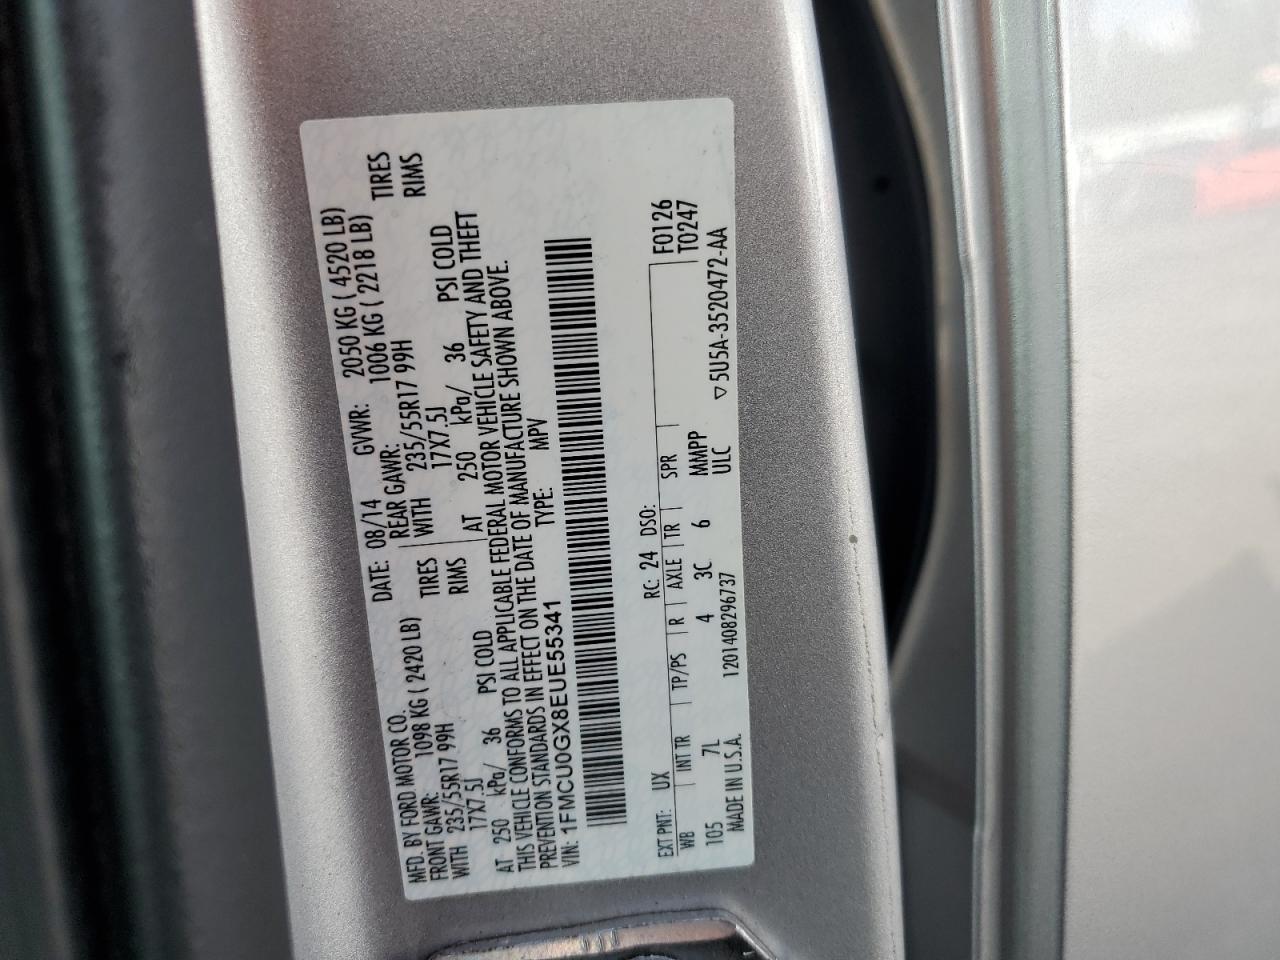 MFD. BY FORD MOTOR CO.
DATE: 08/14 GVWR: 2050 KG ( 4520 LB)
FRONT GAWR: 1098 KG ( 2420 LB) REAR GAWR: 1006 KG ( 2218 LB)
WITH 235/55R17 99H TIRES WITH 235/55R17 99H TIRES
17X7.5J RIMS 17X7.5J RIMS
AT 250 kPa/ 36 PSI COLD AT 250 kPa/ 36 PSI COLD
THIS VEHICLE CONFORMS TO ALL APPLICABLE FEDERAL MOTOR VEHICLE SAFETY AND THEFT
PREVENTION STANDARDS IN EFFECT ON THE DATE OF MANUFACTURE SHOWN ABOVE.
VIN: 1FMCU0GX8EUE55341 TYPE: MPV
EXT PNT: UX RC: 24 DSO: F0126
WB INT TR TP/PS R AXLE TR SPR T0247
105 7L 4 3C 6 MMPP
MADE IN U.S.A. 1201408296737 ULC ▽5U5A-3520472-AA